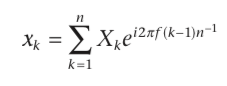 x_k = \sum_{k=1}^{n} X_k e^{i2\pi f(k-1)n^{-1}}